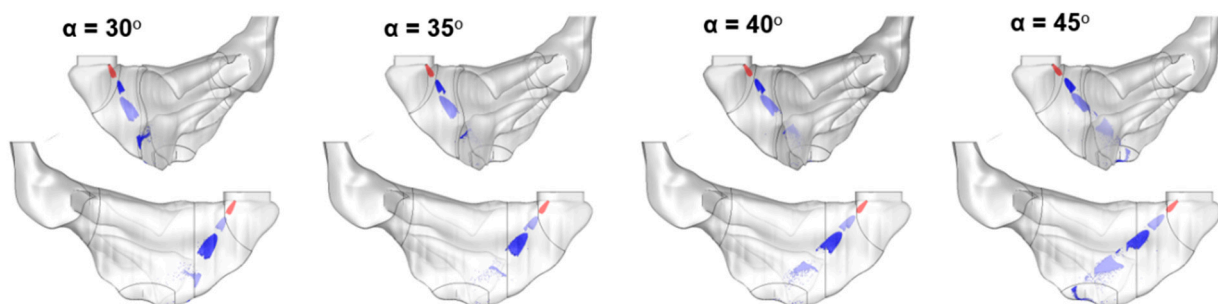 α = 30°
α = 35°
α = 40°
α = 45°